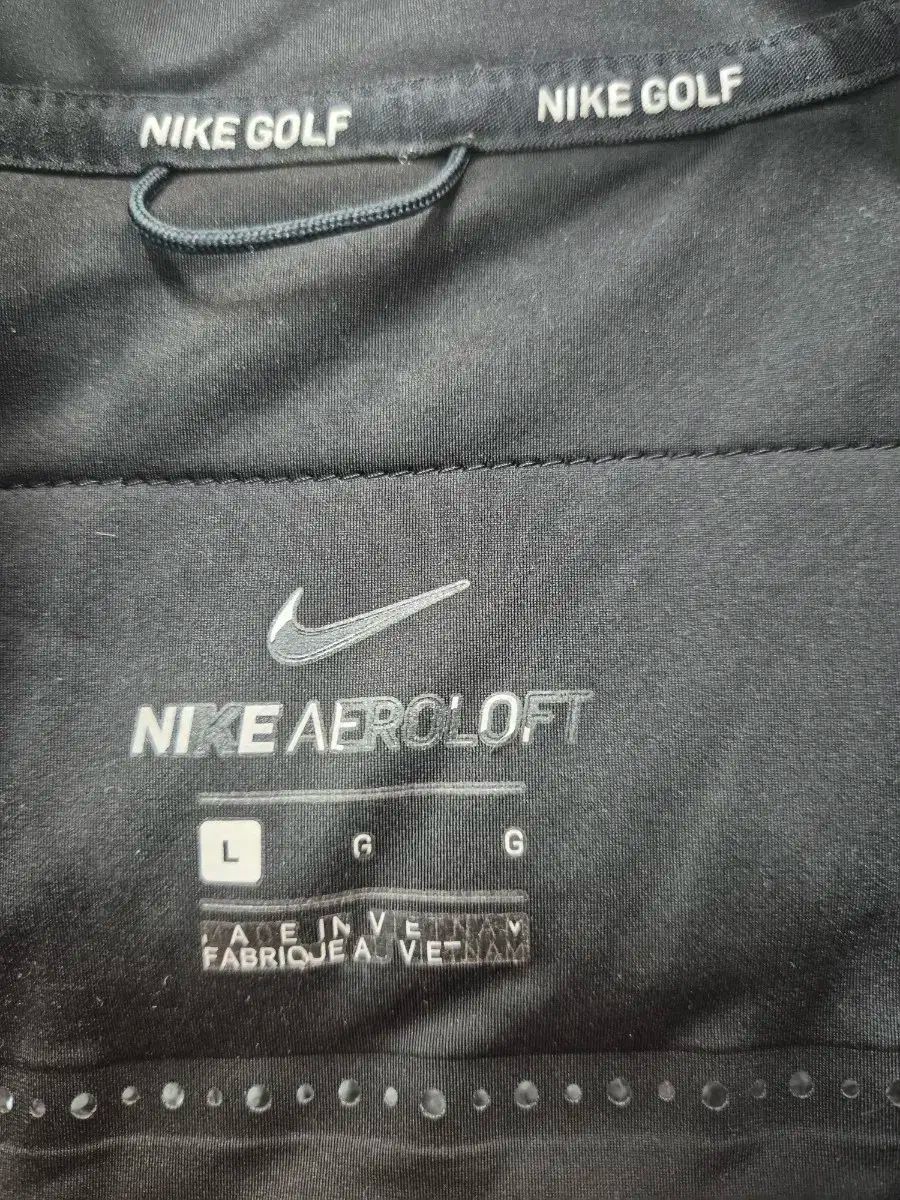 NIKE GOLF NIKE GOLF
NIKE AEROLOFT
L G G
MADE IN VIETNAM
FABRIQUE AU VIETNAM